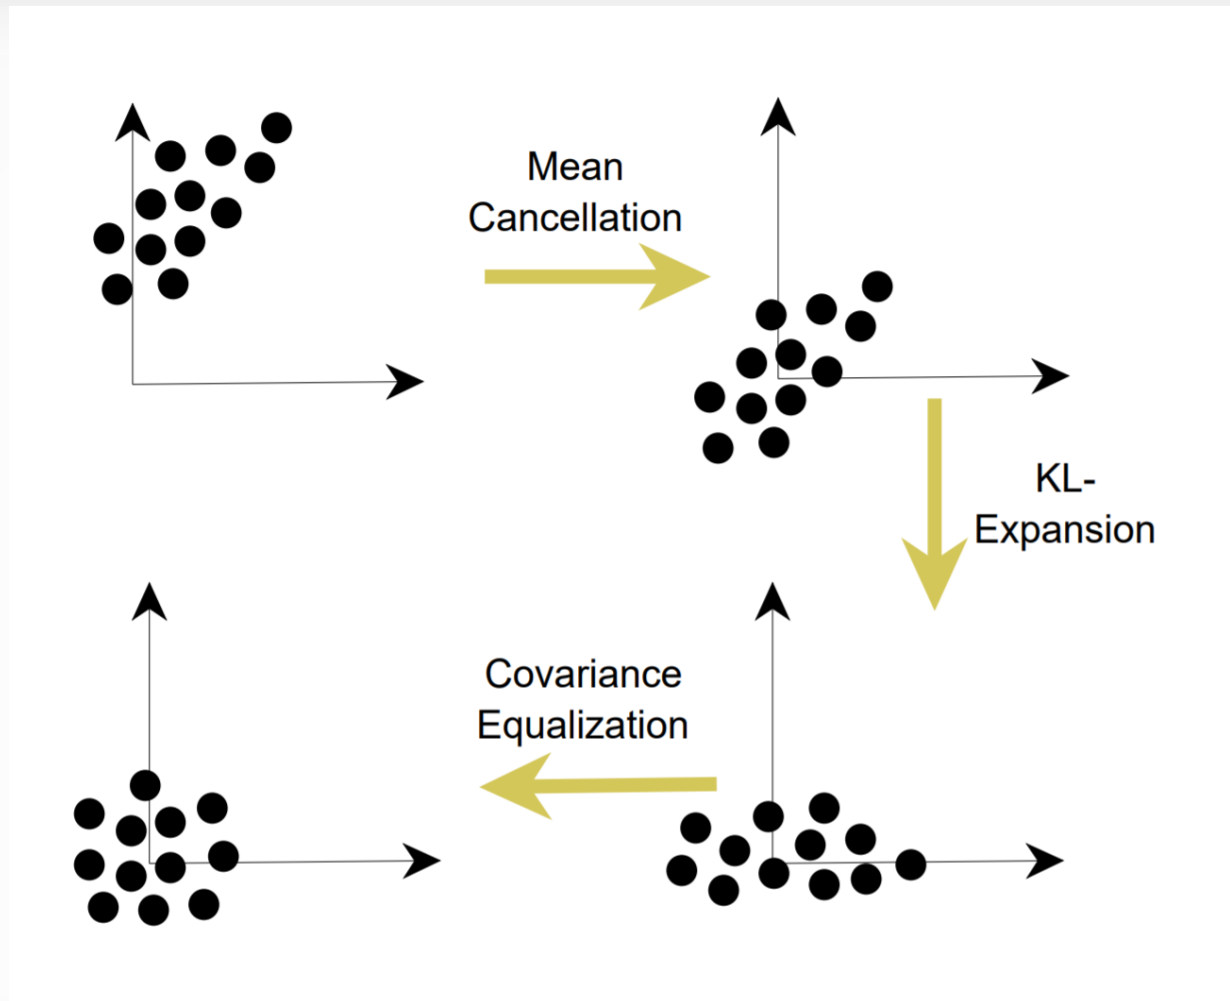 Mean
Cancellation
KL-
Expansion
Covariance
Equalization